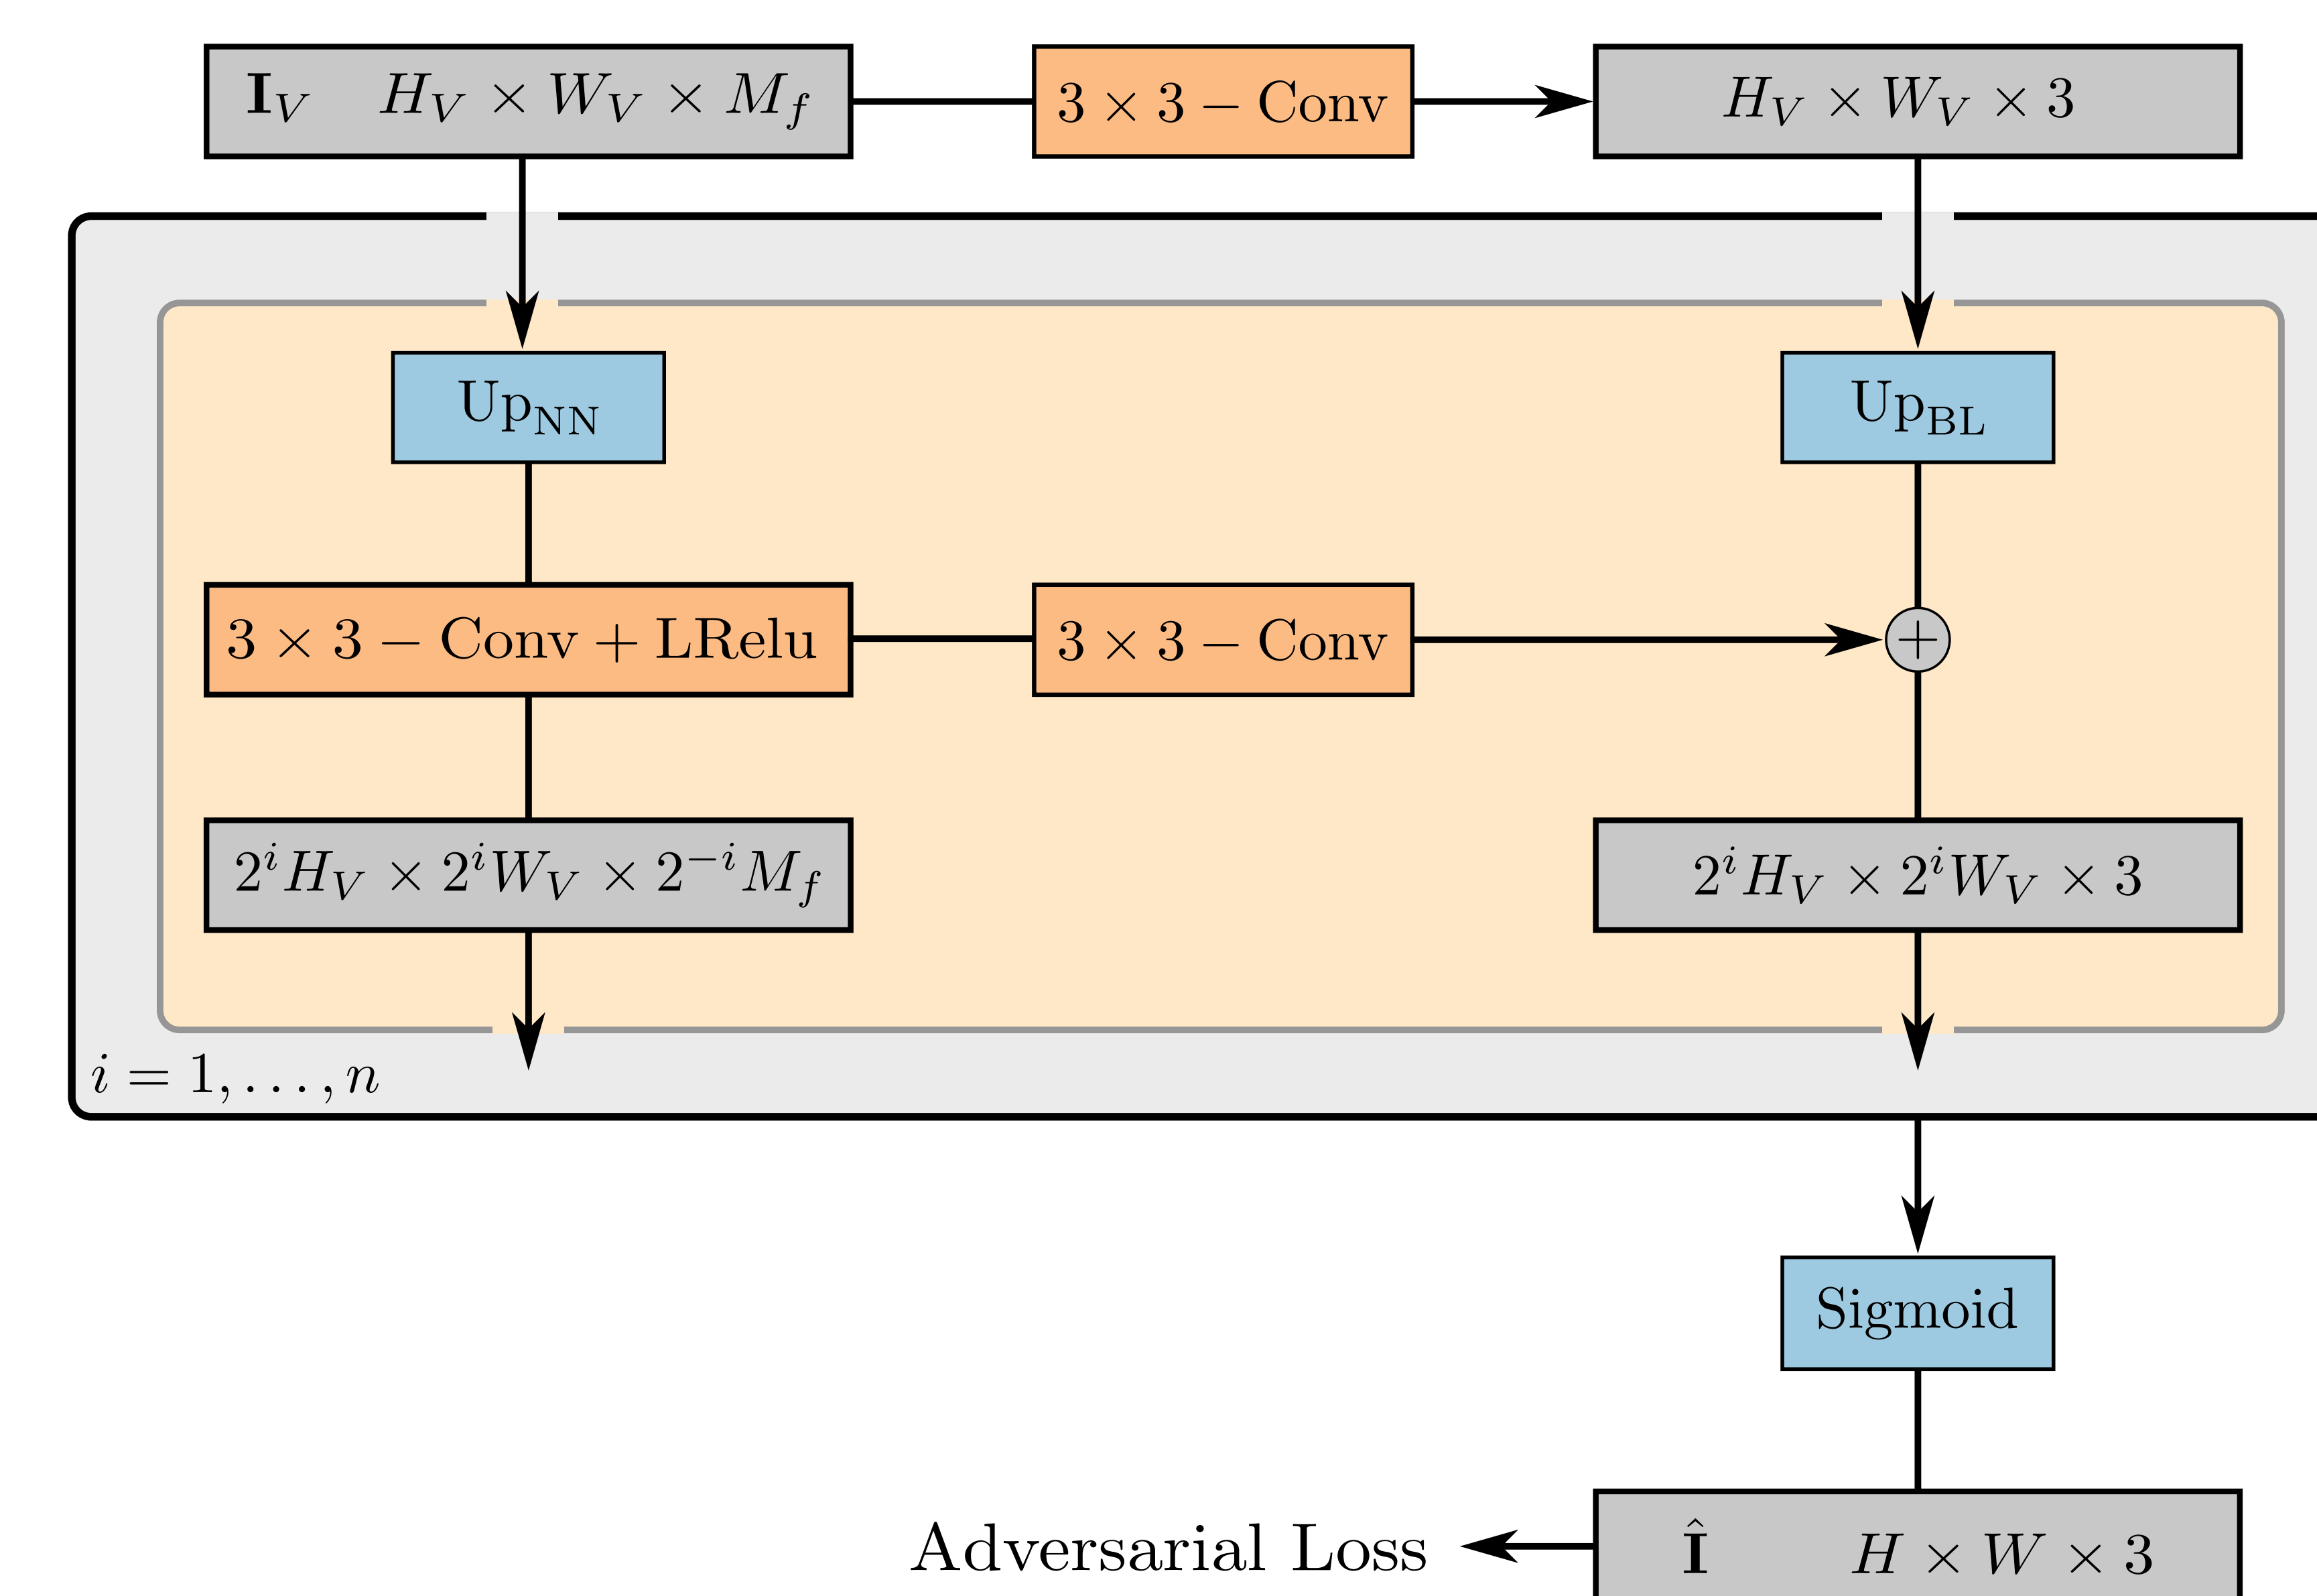 𝐈_V H_V × W_V × M_f
3 × 3 − Conv
H_V × W_V × 3
Up_NN
Up_BL
3 × 3 − Conv + LRelu
3 × 3 − Conv
+
2^i H_V × 2^i W_V × 2^{−i} M_f
2^i H_V × 2^i W_V × 3
i = 1, . . . , n
Sigmoid
Adversarial Loss
𝐈̂ H × W × 3